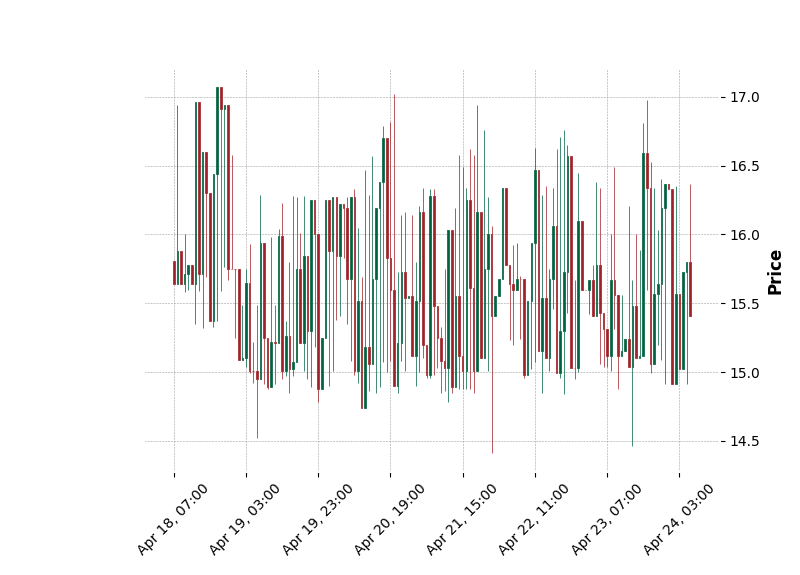 17.0
16.5
16.0
15.5
15.0
14.5
Price
Apr 18, 07:00
Apr 19, 03:00
Apr 19, 23:00
Apr 20, 19:00
Apr 21, 15:00
Apr 22, 11:00
Apr 23, 07:00
Apr 24, 03:00